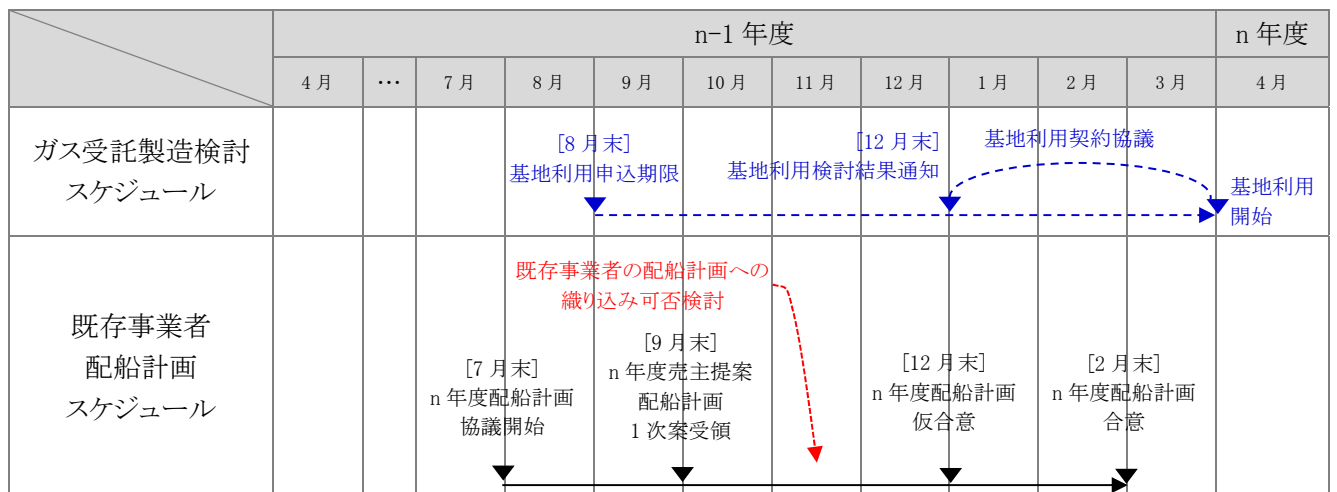 n-1 年度
n 年度
4 月
…
7 月
8 月
9 月
10 月
11 月
12 月
1 月
2 月
3 月
4 月
ガス受託製造検討
スケジュール
[8 月末]
基地利用申込期限
[12 月末]
基地利用検討結果通知
基地利用契約協議
基地利用
開始
既存事業者
配船計画
スケジュール
既存事業者の配船計画への
織り込み可否検討
[7 月末]
n 年度配船計画
協議開始
[9 月末]
n 年度売主提案
配船計画
1 次案受領
[12 月末]
n 年度配船計画
仮合意
[2 月末]
n 年度配船計画
合意